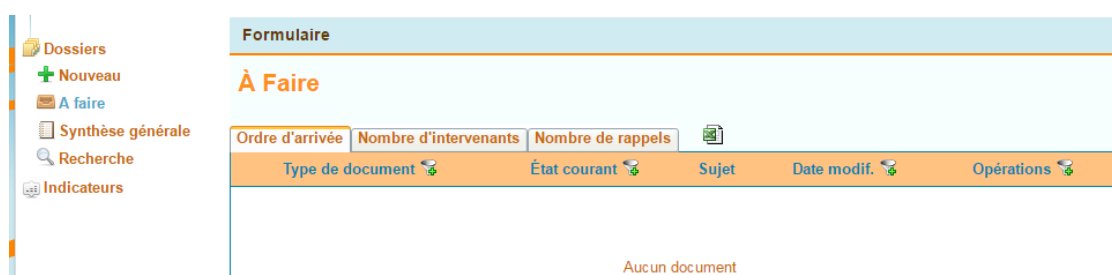 Dossiers
Nouveau
A faire
Synthèse générale
Recherche
Indicateurs
Formulaire
À Faire
Ordre d'arrivée Nombre d'intervenants Nombre de rappels
Type de document État courant Sujet Date modif. Opérations
Aucun document